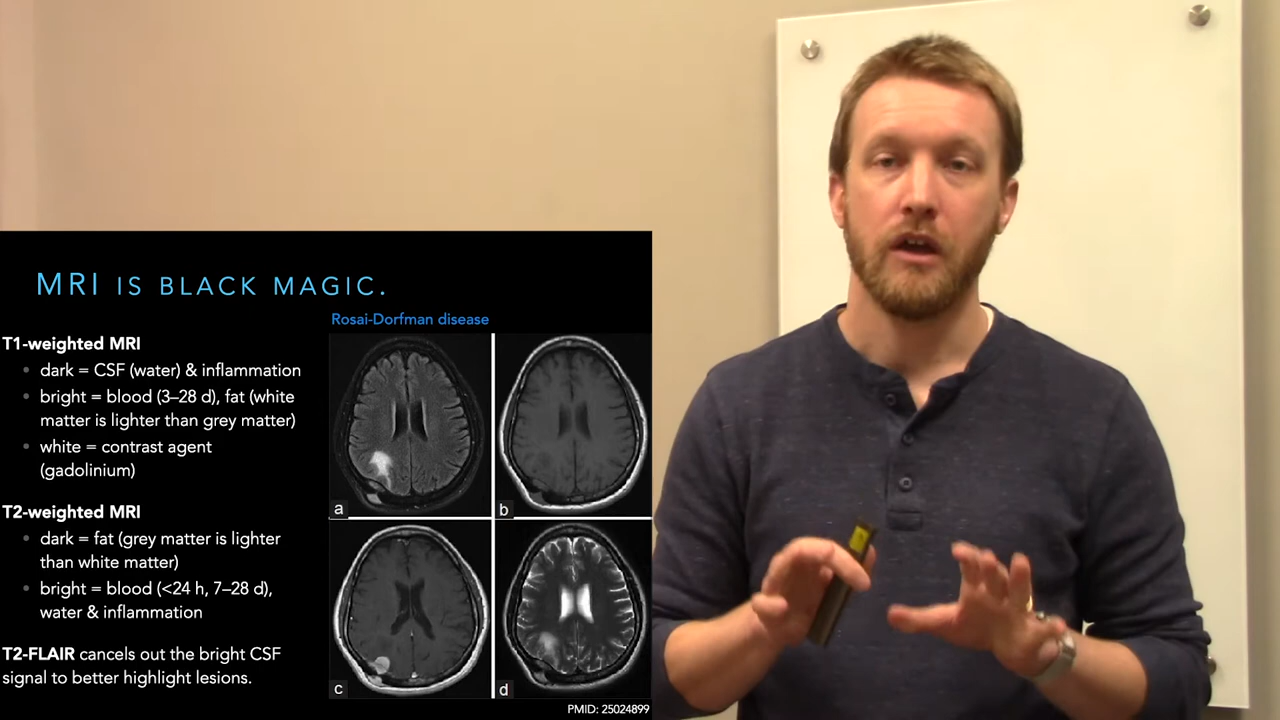 MRI IS BLACK MAGIC.
Rosai-Dorfman disease
T1-weighted MRI
• dark = CSF (water) & inflammation
• bright = blood (3–28 d), fat (white
matter is lighter than grey matter)
• white = contrast agent
(gadolinium)
T2-weighted MRI
• dark = fat (grey matter is lighter
than white matter)
• bright = blood (<24 h, 7–28 d),
water & inflammation
T2-FLAIR cancels out the bright CSF
signal to better highlight lesions.
a
b
c
d
PMID: 25024899